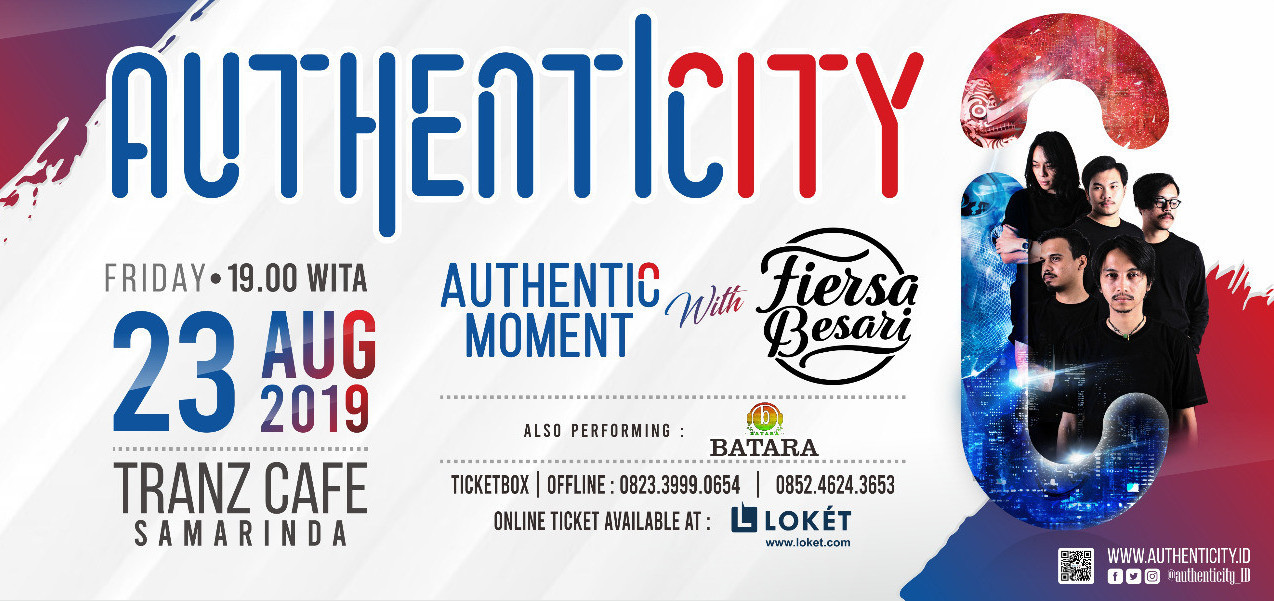 AUTHENTICITY
FRIDAY • 19.00 WITA
23 AUG 2019
TRANZ CAFE
SAMARINDA
AUTHENTIC MOMENT
With
Fiersa Besari
ALSO PERFORMING :
b
BATARA
BATARA
TICKETBOX | OFFLINE : 0823.3999.0654 | 0852.4624.3653
ONLINE TICKET AVAILABLE AT : LOKÉT
www.loket.com
WWW.AUTHENTICITY.ID
@authenticity_ID